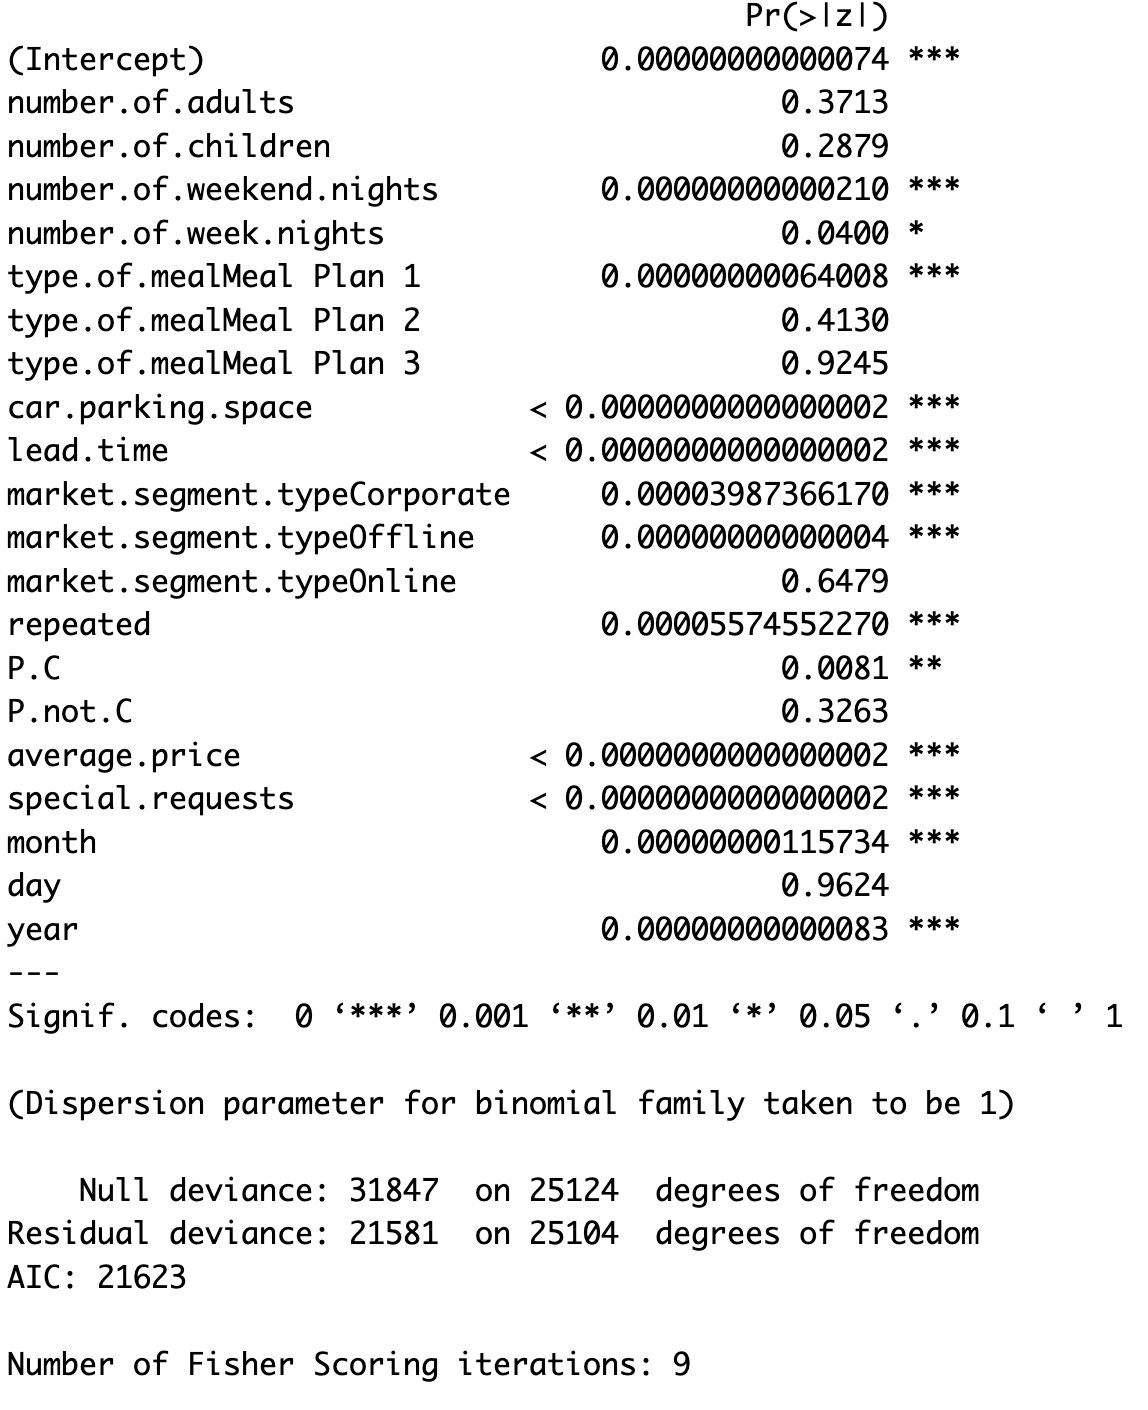 Pr(>|z|)
(Intercept) 0.00000000000074 ***
number.of.adults 0.3713
number.of.children 0.2879
number.of.weekend.nights 0.00000000000210 ***
number.of.week.nights 0.0400 *
type.of.mealMeal Plan 1 0.00000000064008 ***
type.of.mealMeal Plan 2 0.4130
type.of.mealMeal Plan 3 0.9245
car.parking.space < 0.0000000000000002 ***
lead.time < 0.0000000000000002 ***
market.segment.typeCorporate 0.00003987366170 ***
market.segment.typeOffline 0.00000000000004 ***
market.segment.typeOnline 0.6479
repeated 0.00005574552270 ***
P.C 0.0081 **
P.not.C 0.3263
average.price < 0.0000000000000002 ***
special.requests < 0.0000000000000002 ***
month 0.00000000115734 ***
day 0.9624
year 0.00000000000083 ***
---
Signif. codes:  0 ‘***’ 0.001 ‘**’ 0.01 ‘*’ 0.05 ‘.’ 0.1 ‘ ’ 1
(Dispersion parameter for binomial family taken to be 1)
Null deviance: 31847  on 25124  degrees of freedom
Residual deviance: 21581  on 25104  degrees of freedom
AIC: 21623
Number of Fisher Scoring iterations: 9